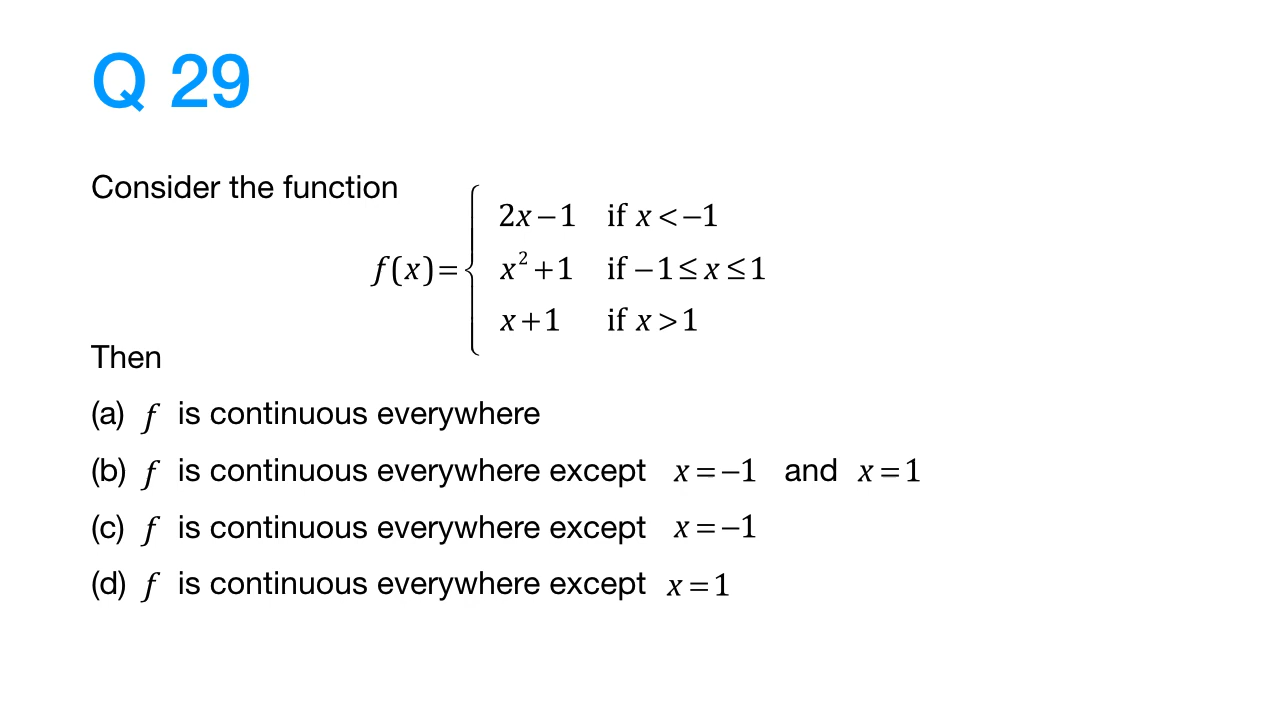 Q 29
Consider the function
f(x)= { 2x−1 if x<−1
x²+1 if −1≤x≤1
x+1 if x>1
Then
(a) f is continuous everywhere
(b) f is continuous everywhere except x=−1 and x=1
(c) f is continuous everywhere except x=−1
(d) f is continuous everywhere except x=1